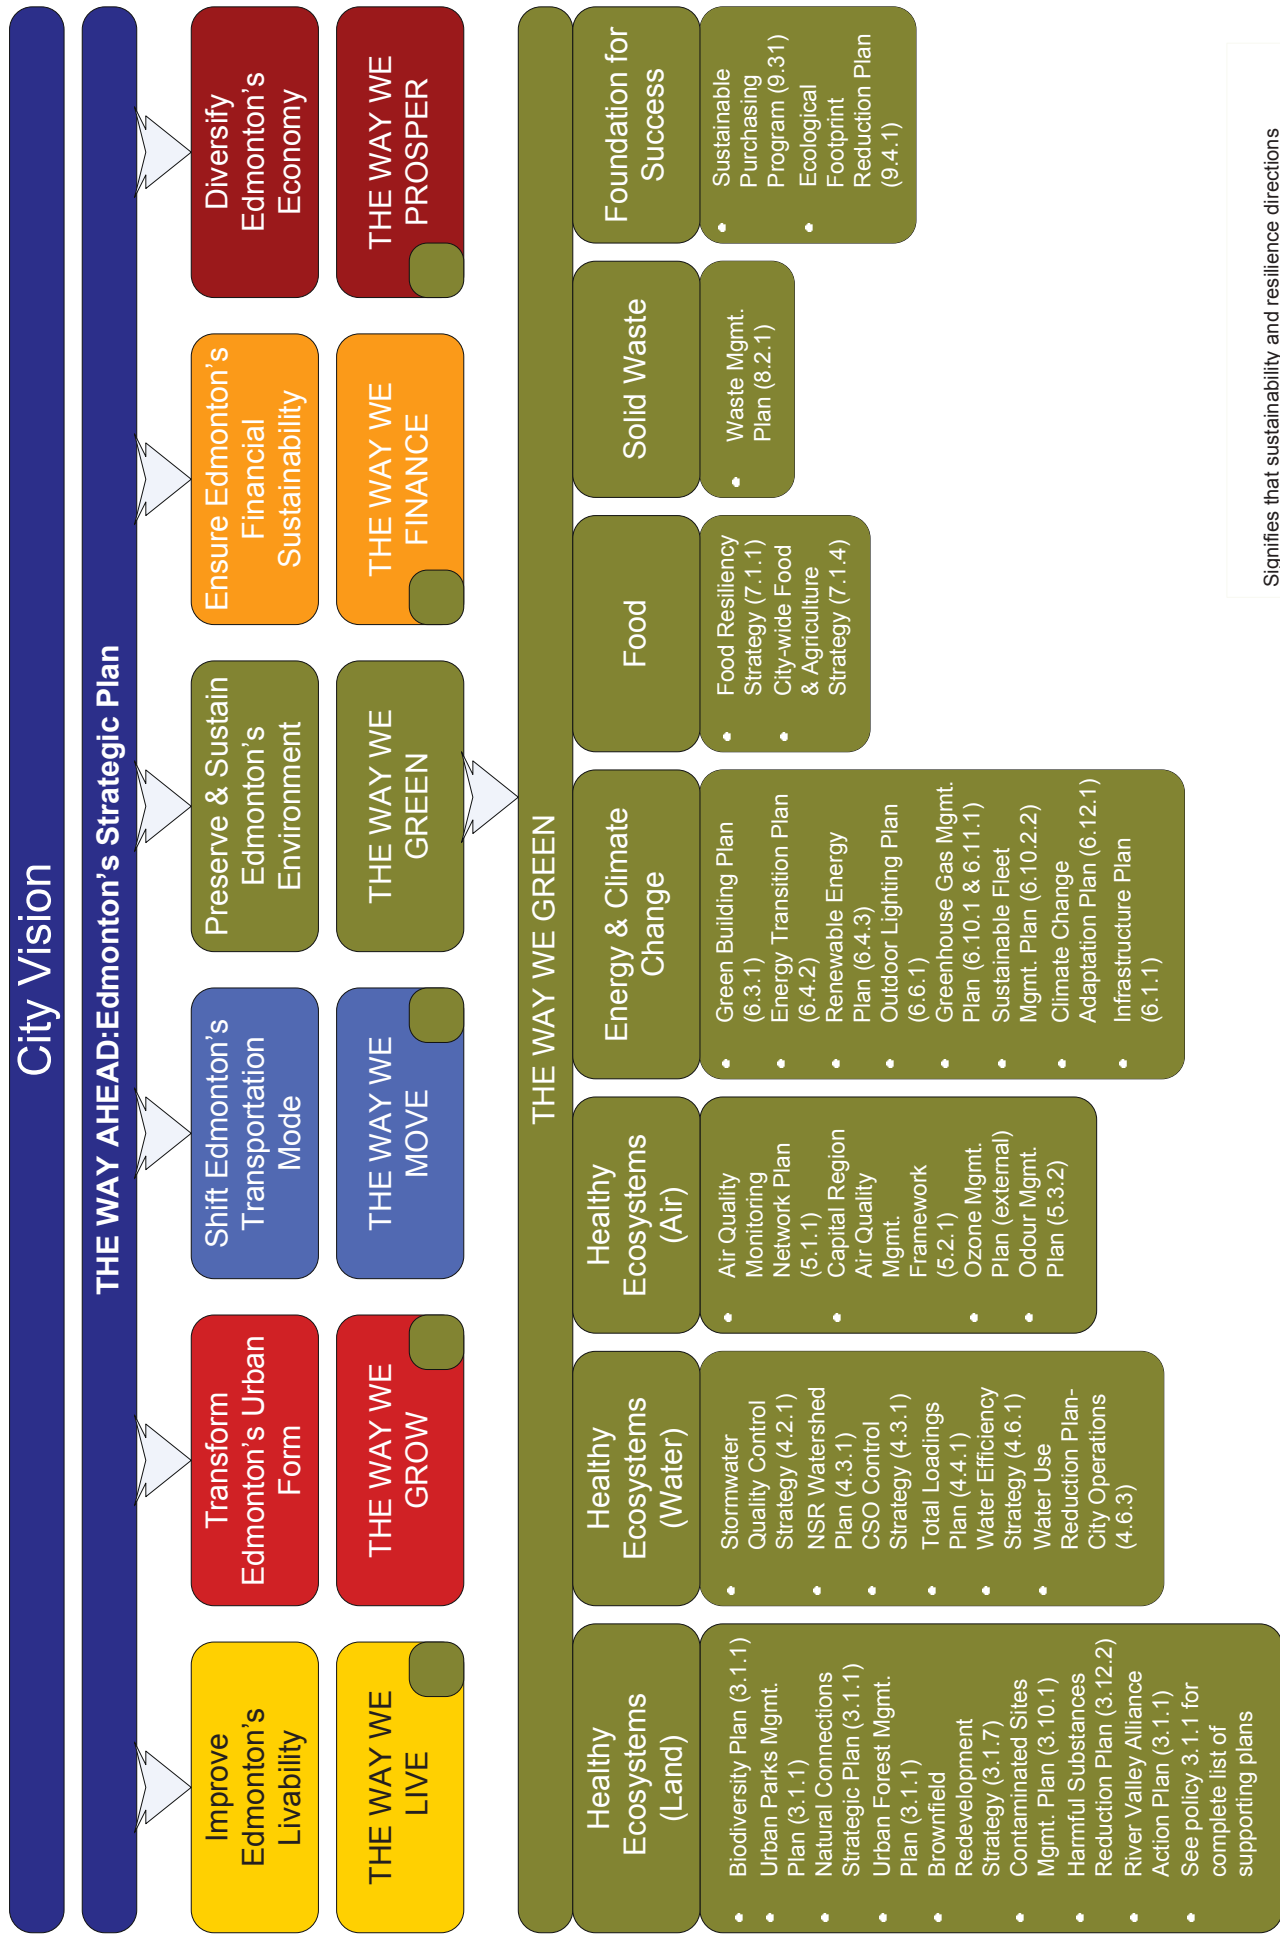 City Vision
THE WAY AHEAD:Edmonton's Strategic Plan
Improve
Edmonton's
Livability
Transform
Edmonton's Urban
Form
Shift Edmonton's
Transportation
Mode
Preserve & Sustain
Edmonton's
Environment
Ensure Edmonton's
Financial
Sustainability
Diversify
Edmonton's
Economy
THE WAY WE
LIVE
THE WAY WE
GROW
THE WAY WE
MOVE
THE WAY WE
GREEN
THE WAY WE
FINANCE
THE WAY WE
PROSPER
THE WAY WE GREEN
Healthy
Ecosystems
(Land)
• Biodiversity Plan (3.1.1)
• Urban Parks Mgmt.
Plan (3.1.1)
• Natural Connections
Strategic Plan (3.1.1)
• Urban Forest Mgmt.
Plan (3.1.1)
• Brownfield
Redevelopment
Strategy (3.1.7)
• Contaminated Sites
Mgmt. Plan (3.10.1)
• Harmful Substances
Reduction Plan (3.12.2)
• River Valley Alliance
Action Plan (3.1.1)
• See policy 3.1.1 for
complete list of
supporting plans
Healthy
Ecosystems
(Water)
• Stormwater
Quality Control
Strategy (4.2.1)
• NSR Watershed
Plan (4.3.1)
• CSO Control
Strategy (4.3.1)
• Total Loadings
Plan (4.4.1)
• Water Efficiency
Strategy (4.6.1)
• Water Use
Reduction Plan-
City Operations
(4.6.3)
Healthy
Ecosystems
(Air)
• Air Quality
Monitoring
Network Plan
(5.1.1)
• Capital Region
Air Quality
Mgmt.
Framework
(5.2.1)
• Ozone Mgmt.
Plan (external)
• Odour Mgmt.
Plan (5.3.2)
Energy & Climate
Change
• Green Building Plan
(6.3.1)
• Energy Transition Plan
(6.4.2)
• Renewable Energy
Plan (6.4.3)
• Outdoor Lighting Plan
(6.6.1)
• Greenhouse Gas Mgmt.
Plan (6.10.1 & 6.11.1)
• Sustainable Fleet
Mgmt. Plan (6.10.2.2)
• Climate Change
Adaptation Plan (6.12.1)
• Infrastructure Plan
(6.1.1)
Food
• Food Resiliency
Strategy (7.1.1)
• City-wide Food
& Agriculture
Strategy (7.1.4)
Solid Waste
• Waste Mgmt.
Plan (8.2.1)
Foundation for
Success
• Sustainable
Purchasing
Program (9.31)
• Ecological
Footprint
Reduction Plan
(9.4.1)
Signifies that sustainability and resilience directions